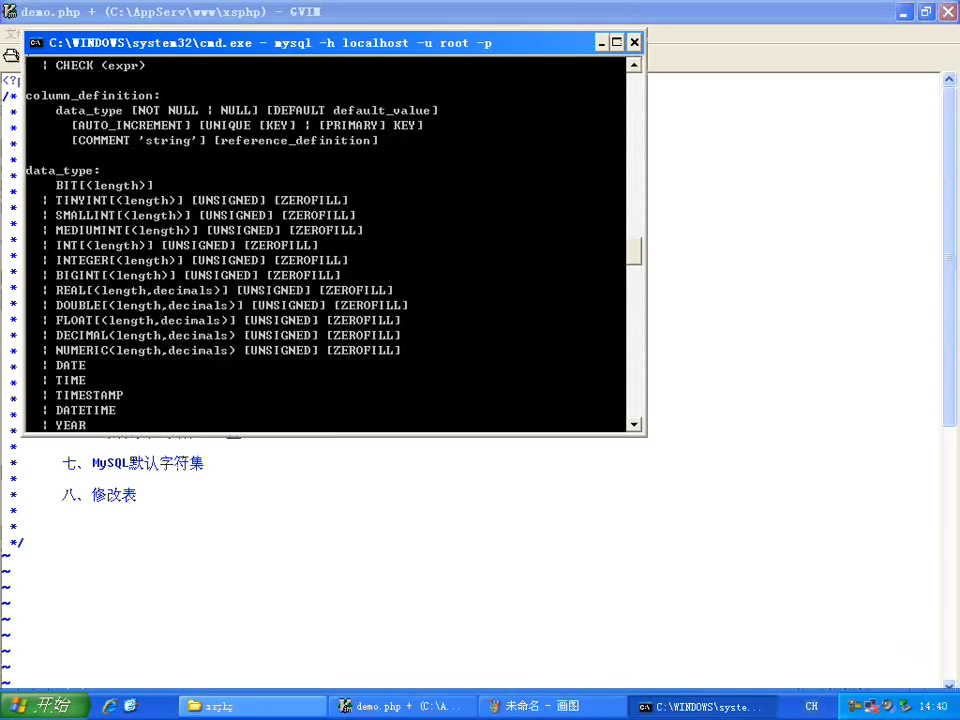 demo.php + (C:\AppServ\www\xsphp) - GVIM
C:\WINDOWS\system32\cmd.exe - mysql -h localhost -u root -p
| CHECK (expr)
column_definition:
data_type [NOT NULL | NULL] [DEFAULT default_value]
[AUTO_INCREMENT] [UNIQUE [KEY] | [PRIMARY] KEY]
[COMMENT 'string'] [reference_definition]
data_type:
BIT[(length)]
| TINYINT[(length)] [UNSIGNED] [ZEROFILL]
| SMALLINT[(length)] [UNSIGNED] [ZEROFILL]
| MEDIUMINT[(length)] [UNSIGNED] [ZEROFILL]
| INT[(length)] [UNSIGNED] [ZEROFILL]
| INTEGER[(length)] [UNSIGNED] [ZEROFILL]
| BIGINT[(length)] [UNSIGNED] [ZEROFILL]
| REAL[(length,decimals)] [UNSIGNED] [ZEROFILL]
| DOUBLE[(length,decimals)] [UNSIGNED] [ZEROFILL]
| FLOAT[(length,decimals)] [UNSIGNED] [ZEROFILL]
| DECIMAL(length,decimals) [UNSIGNED] [ZEROFILL]
| NUMERIC(length,decimals) [UNSIGNED] [ZEROFILL]
| DATE
| TIME
| TIMESTAMP
| DATETIME
| YEAR
* 七、MySQL默认字符集
*
* 八、修改表
*
*
*/
开始
xsphp
demo.php + (C:\A...
未命名 - 画图
C:\WINDOWS\syste...
CH
14:40